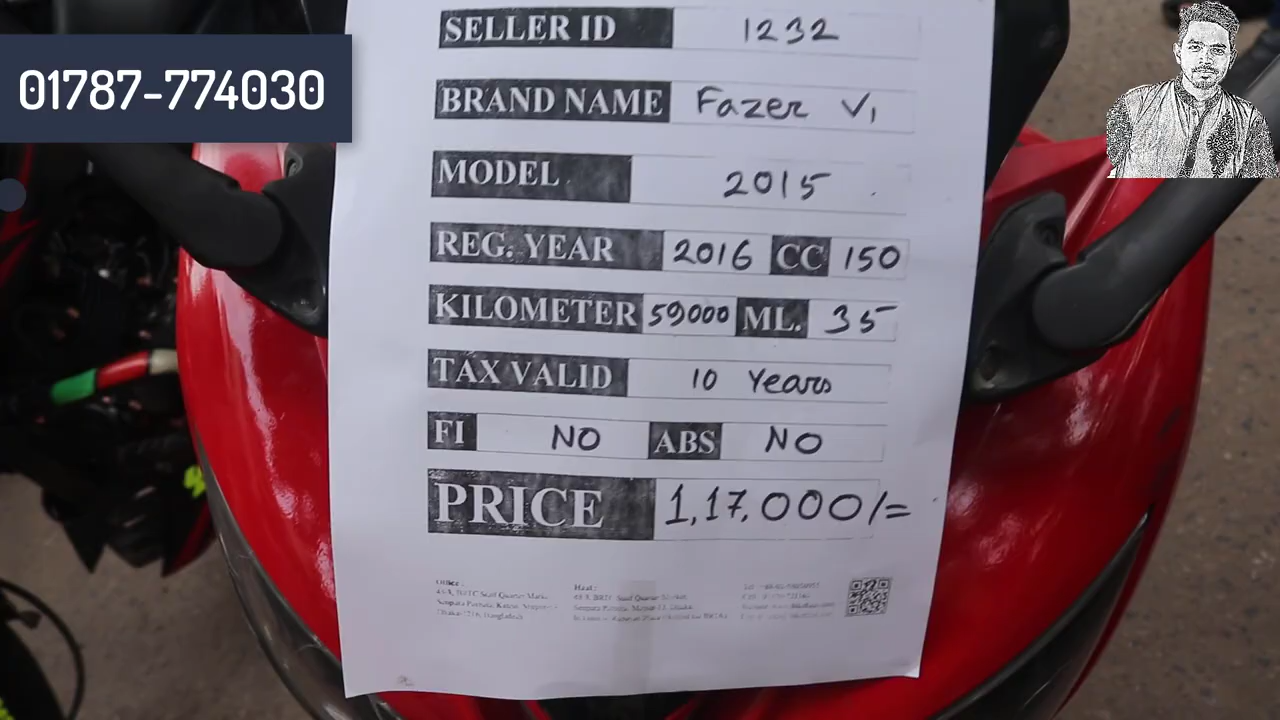 01787-774030
SELLER ID 1232
BRAND NAME Fazer V1
MODEL 2015
REG. YEAR 2016 CC 150
KILOMETER 59000 ML. 35
TAX VALID 10 Years
FI NO ABS NO
PRICE 1,17,000/=
Office :